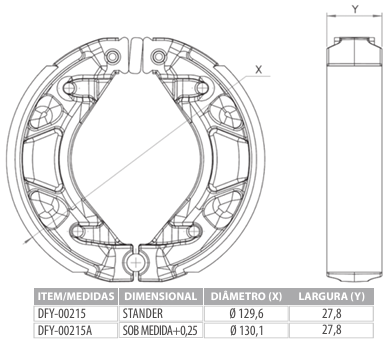 Y
X
ITEM/MEDIDAS DIMENSIONAL DIÂMETRO (X) LARGURA (Y)
DFY-00215 STANDER Ø 129,6 27,8
DFY-00215A SOB MEDIDA+0,25 Ø 130,1 27,8